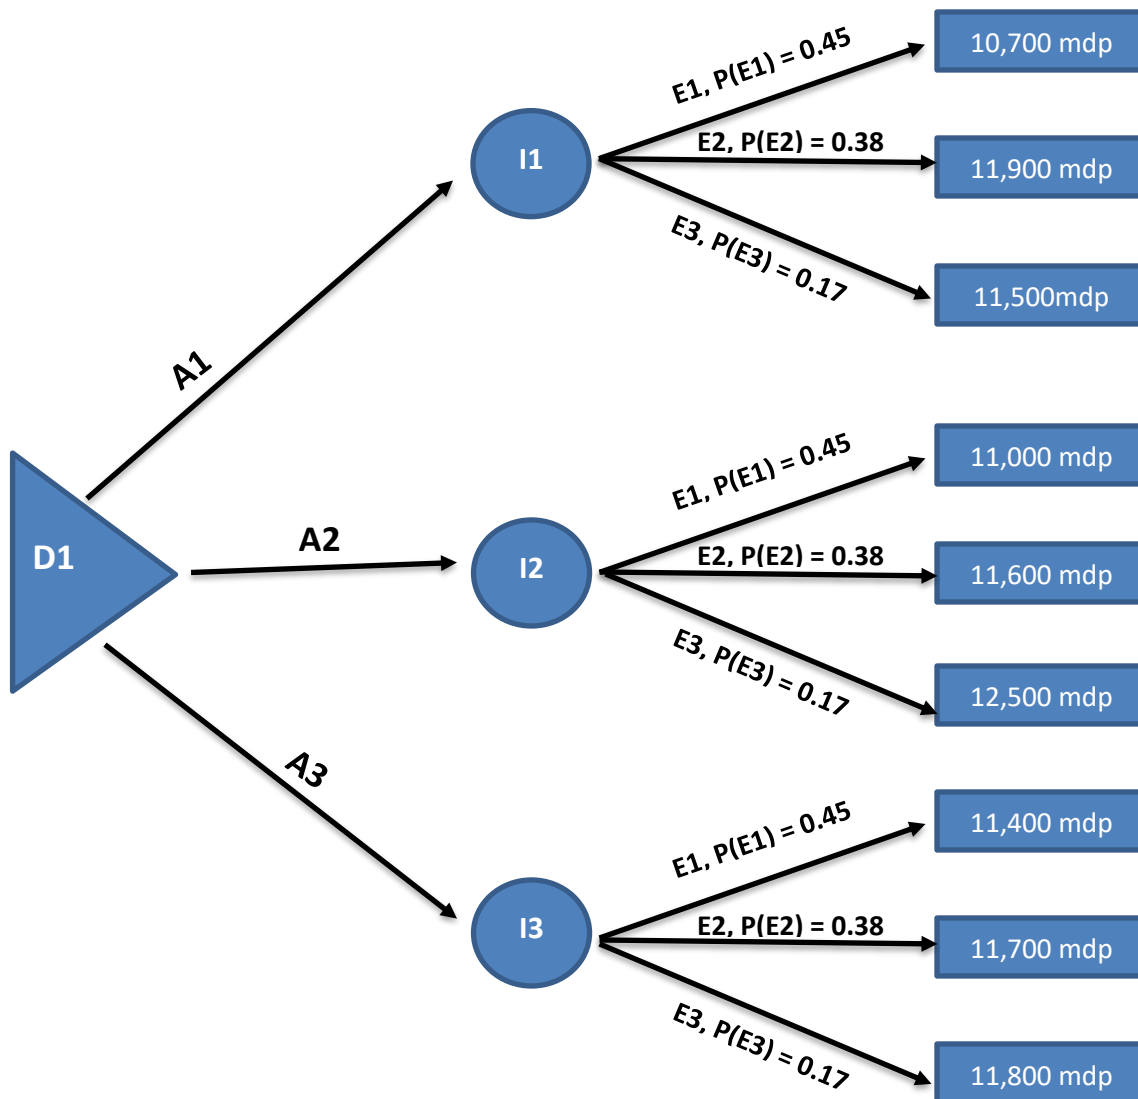 E1, P(E1) = 0.45
10,700 mdp
I1
E2, P(E2) = 0.38
11,900 mdp
E3, P(E3) = 0.17
11,500mdp
A1
E1, P(E1) = 0.45
11,000 mdp
D1
A2
I2
E2, P(E2) = 0.38
11,600 mdp
E3, P(E3) = 0.17
12,500 mdp
A3
E1, P(E1) = 0.45
11,400 mdp
I3
E2, P(E2) = 0.38
11,700 mdp
E3, P(E3) = 0.17
11,800 mdp